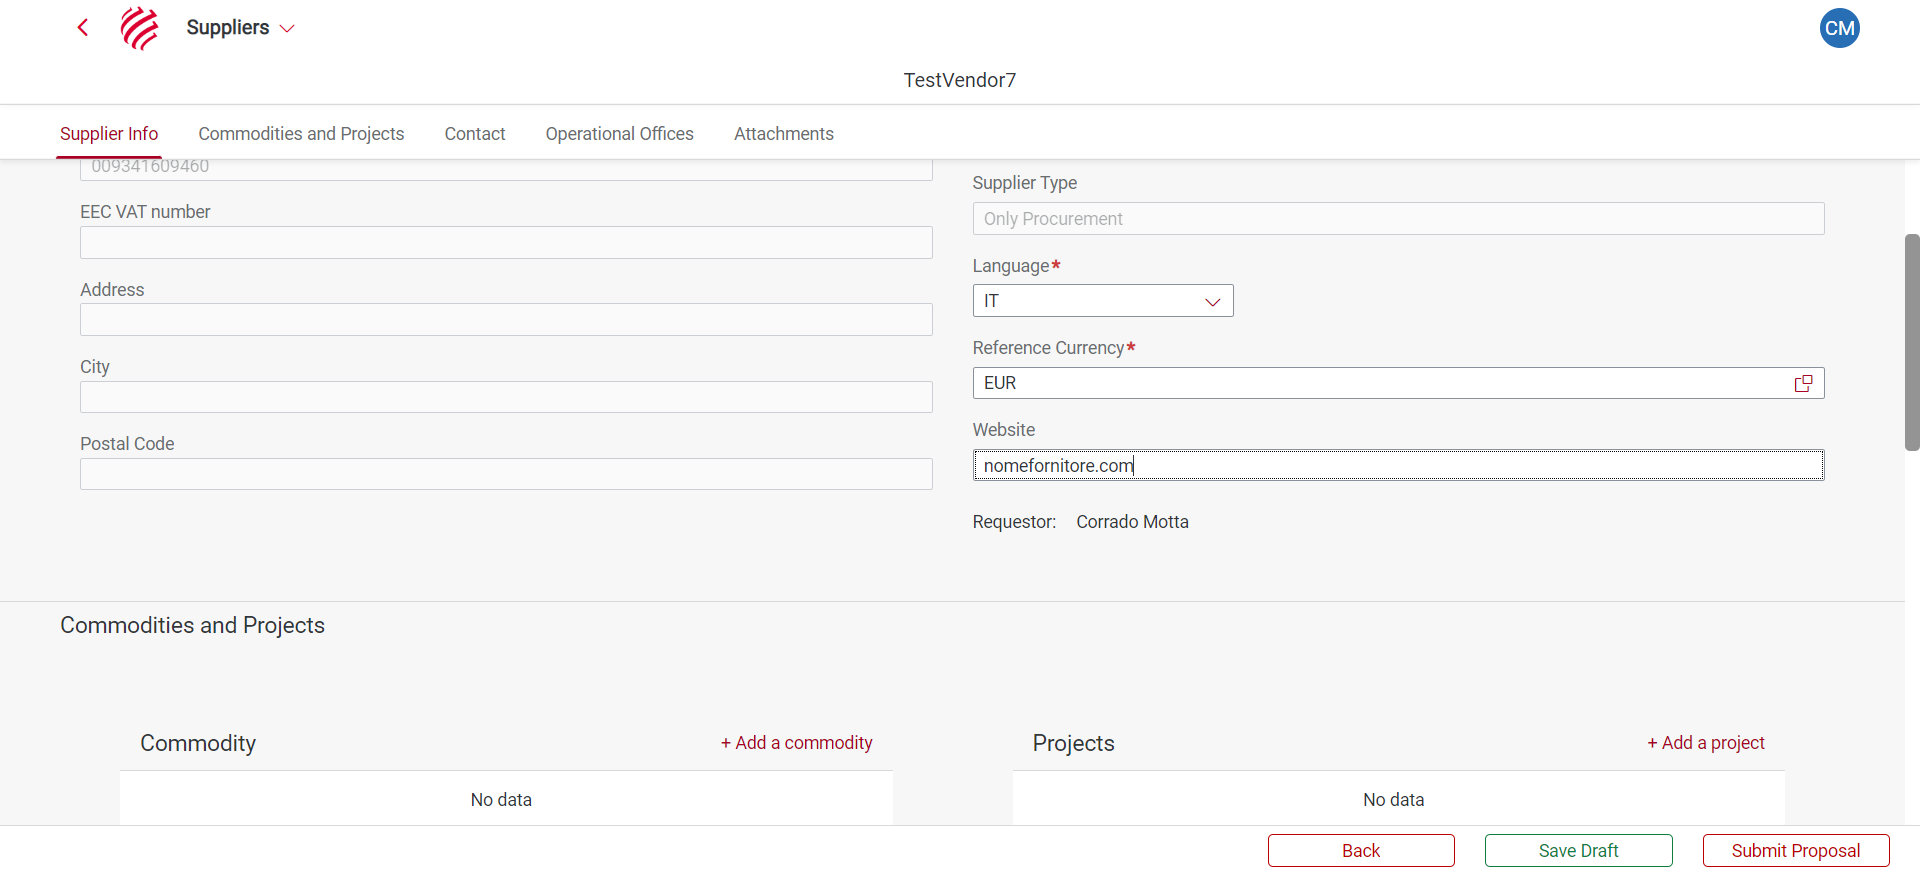 Suppliers
CM
TestVendor7
Supplier Info
Commodities and Projects
Contact
Operational Offices
Attachments
009341609460
EEC VAT number
Address
City
Postal Code
Supplier Type
Only Procurement
Language*
IT
Reference Currency*
EUR
Website
nomefornitore.com
Requestor: Corrado Motta
Commodities and Projects
Commodity
+ Add a commodity
No data
Projects
+ Add a project
No data
Back
Save Draft
Submit Proposal